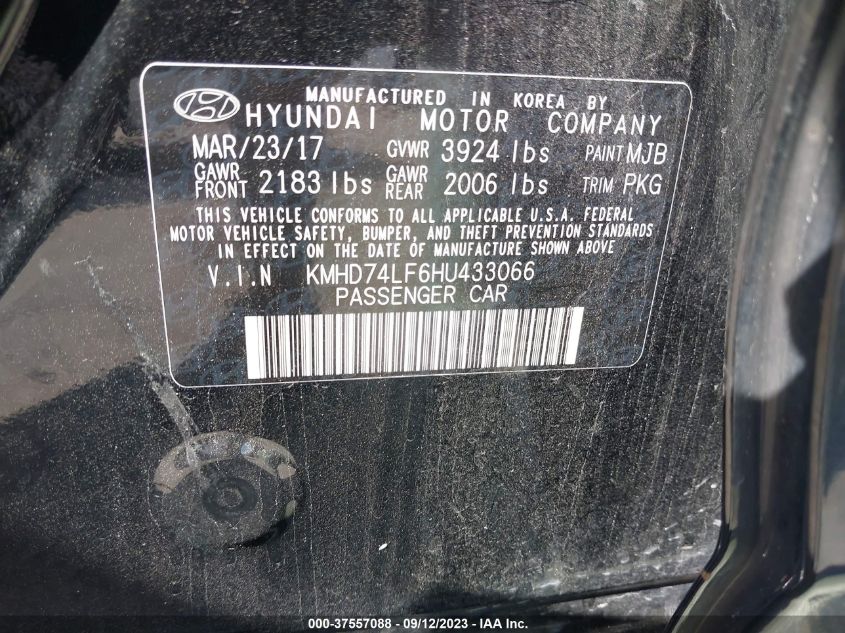 MANUFACTURED IN KOREA BY
HYUNDAI MOTOR COMPANY
MAR/23/17 GVWR 3924 lbs PAINT MJB
GAWR FRONT 2183 lbs GAWR REAR 2006 lbs TRIM PKG
THIS VEHICLE CONFORMS TO ALL APPLICABLE U.S.A. FEDERAL
MOTOR VEHICLE SAFETY, BUMPER, AND THEFT PREVENTION STANDARDS
IN EFFECT ON THE DATE OF MANUFACTURE SHOWN ABOVE
V.I.N KMHD74LF6HU433066
PASSENGER CAR
000-37557088 - 09/12/2023 - IAA Inc.